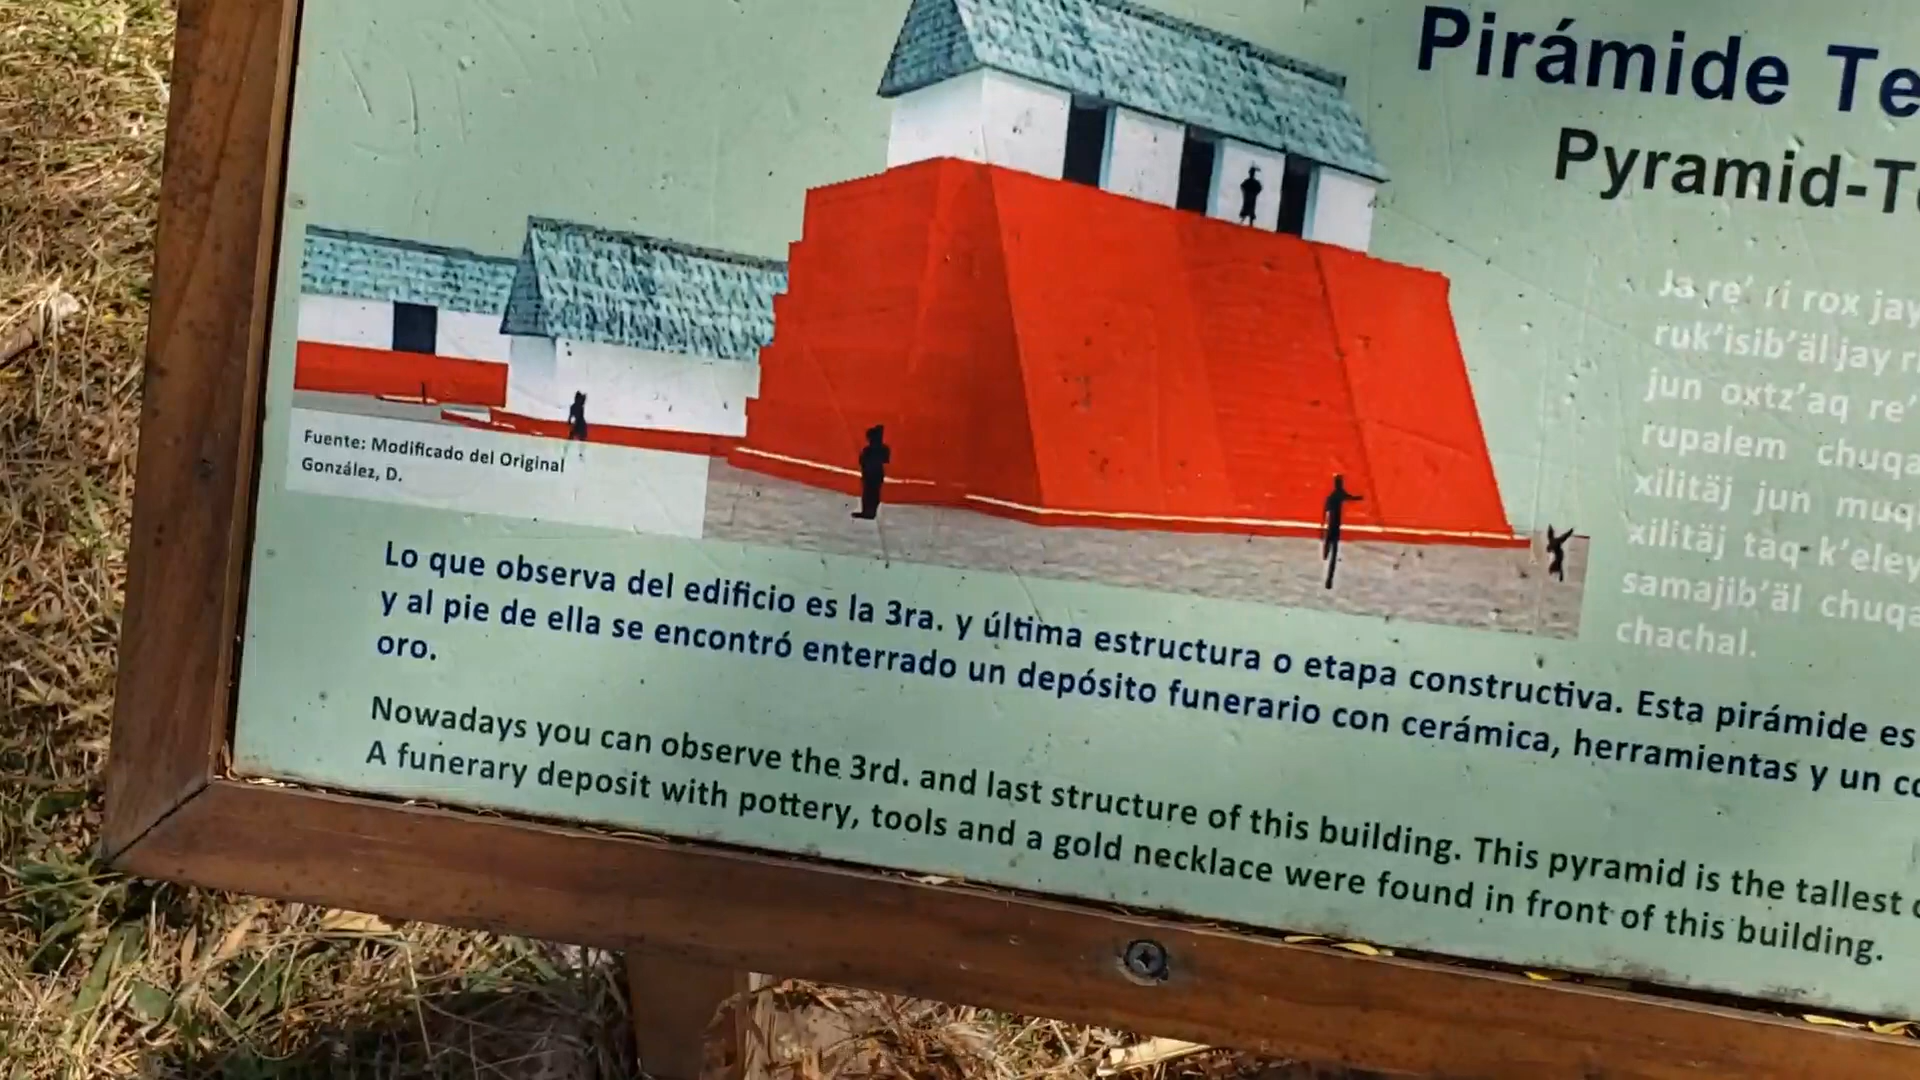 Pirámide
Pyramid-
Ja re' ri rox jay
ruk'isib'äl jay
jun oxtz'aq re'
rupalem chuqa
xilitäj jun
xilitäj taq
samajib'äl
chachal.
Fuente: Modificado del Original
González, D.
Lo que observa del edificio es la 3ra. y última estructura o etapa constructiva. Esta pirámide es
y al pie de ella se encontró enterrado un depósito funerario con cerámica, herramientas y un
oro.
Nowadays you can observe the 3rd. and last structure of this building. This pyramid is the tallest
A funerary deposit with pottery, tools and a gold necklace were found in front of this building.